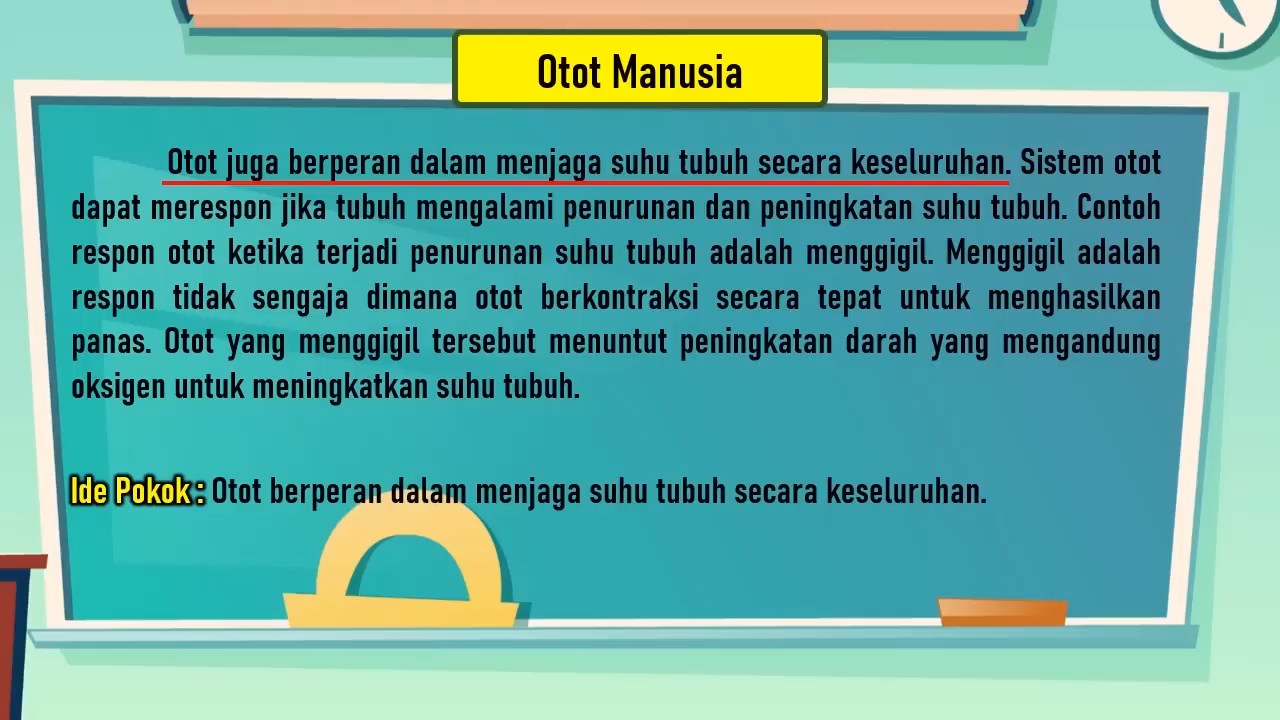 Otot Manusia
Otot juga berperan dalam menjaga suhu tubuh secara keseluruhan. Sistem otot
dapat merespon jika tubuh mengalami penurunan dan peningkatan suhu tubuh. Contoh
respon otot ketika terjadi penurunan suhu tubuh adalah menggigil. Menggigil adalah
respon tidak sengaja dimana otot berkontraksi secara tepat untuk menghasilkan
panas. Otot yang menggigil tersebut menuntut peningkatan darah yang mengandung
oksigen untuk meningkatkan suhu tubuh.
Ide Pokok : Otot berperan dalam menjaga suhu tubuh secara keseluruhan.